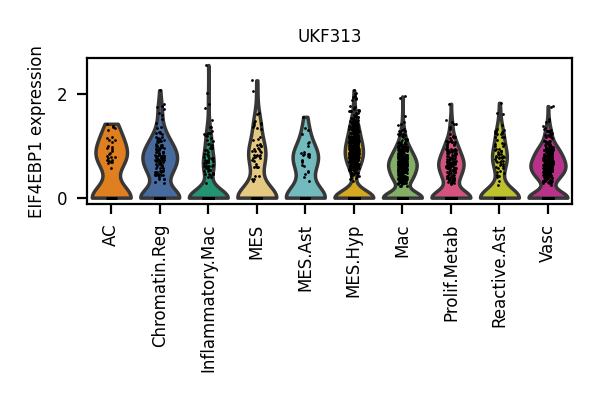 UKF313
EIF4EBP1 expression
2
0
AC
Chromatin.Reg
Inflammatory.Mac
MES
MES.Ast
MES.Hyp
Mac
Prolif.Metab
Reactive.Ast
Vasc